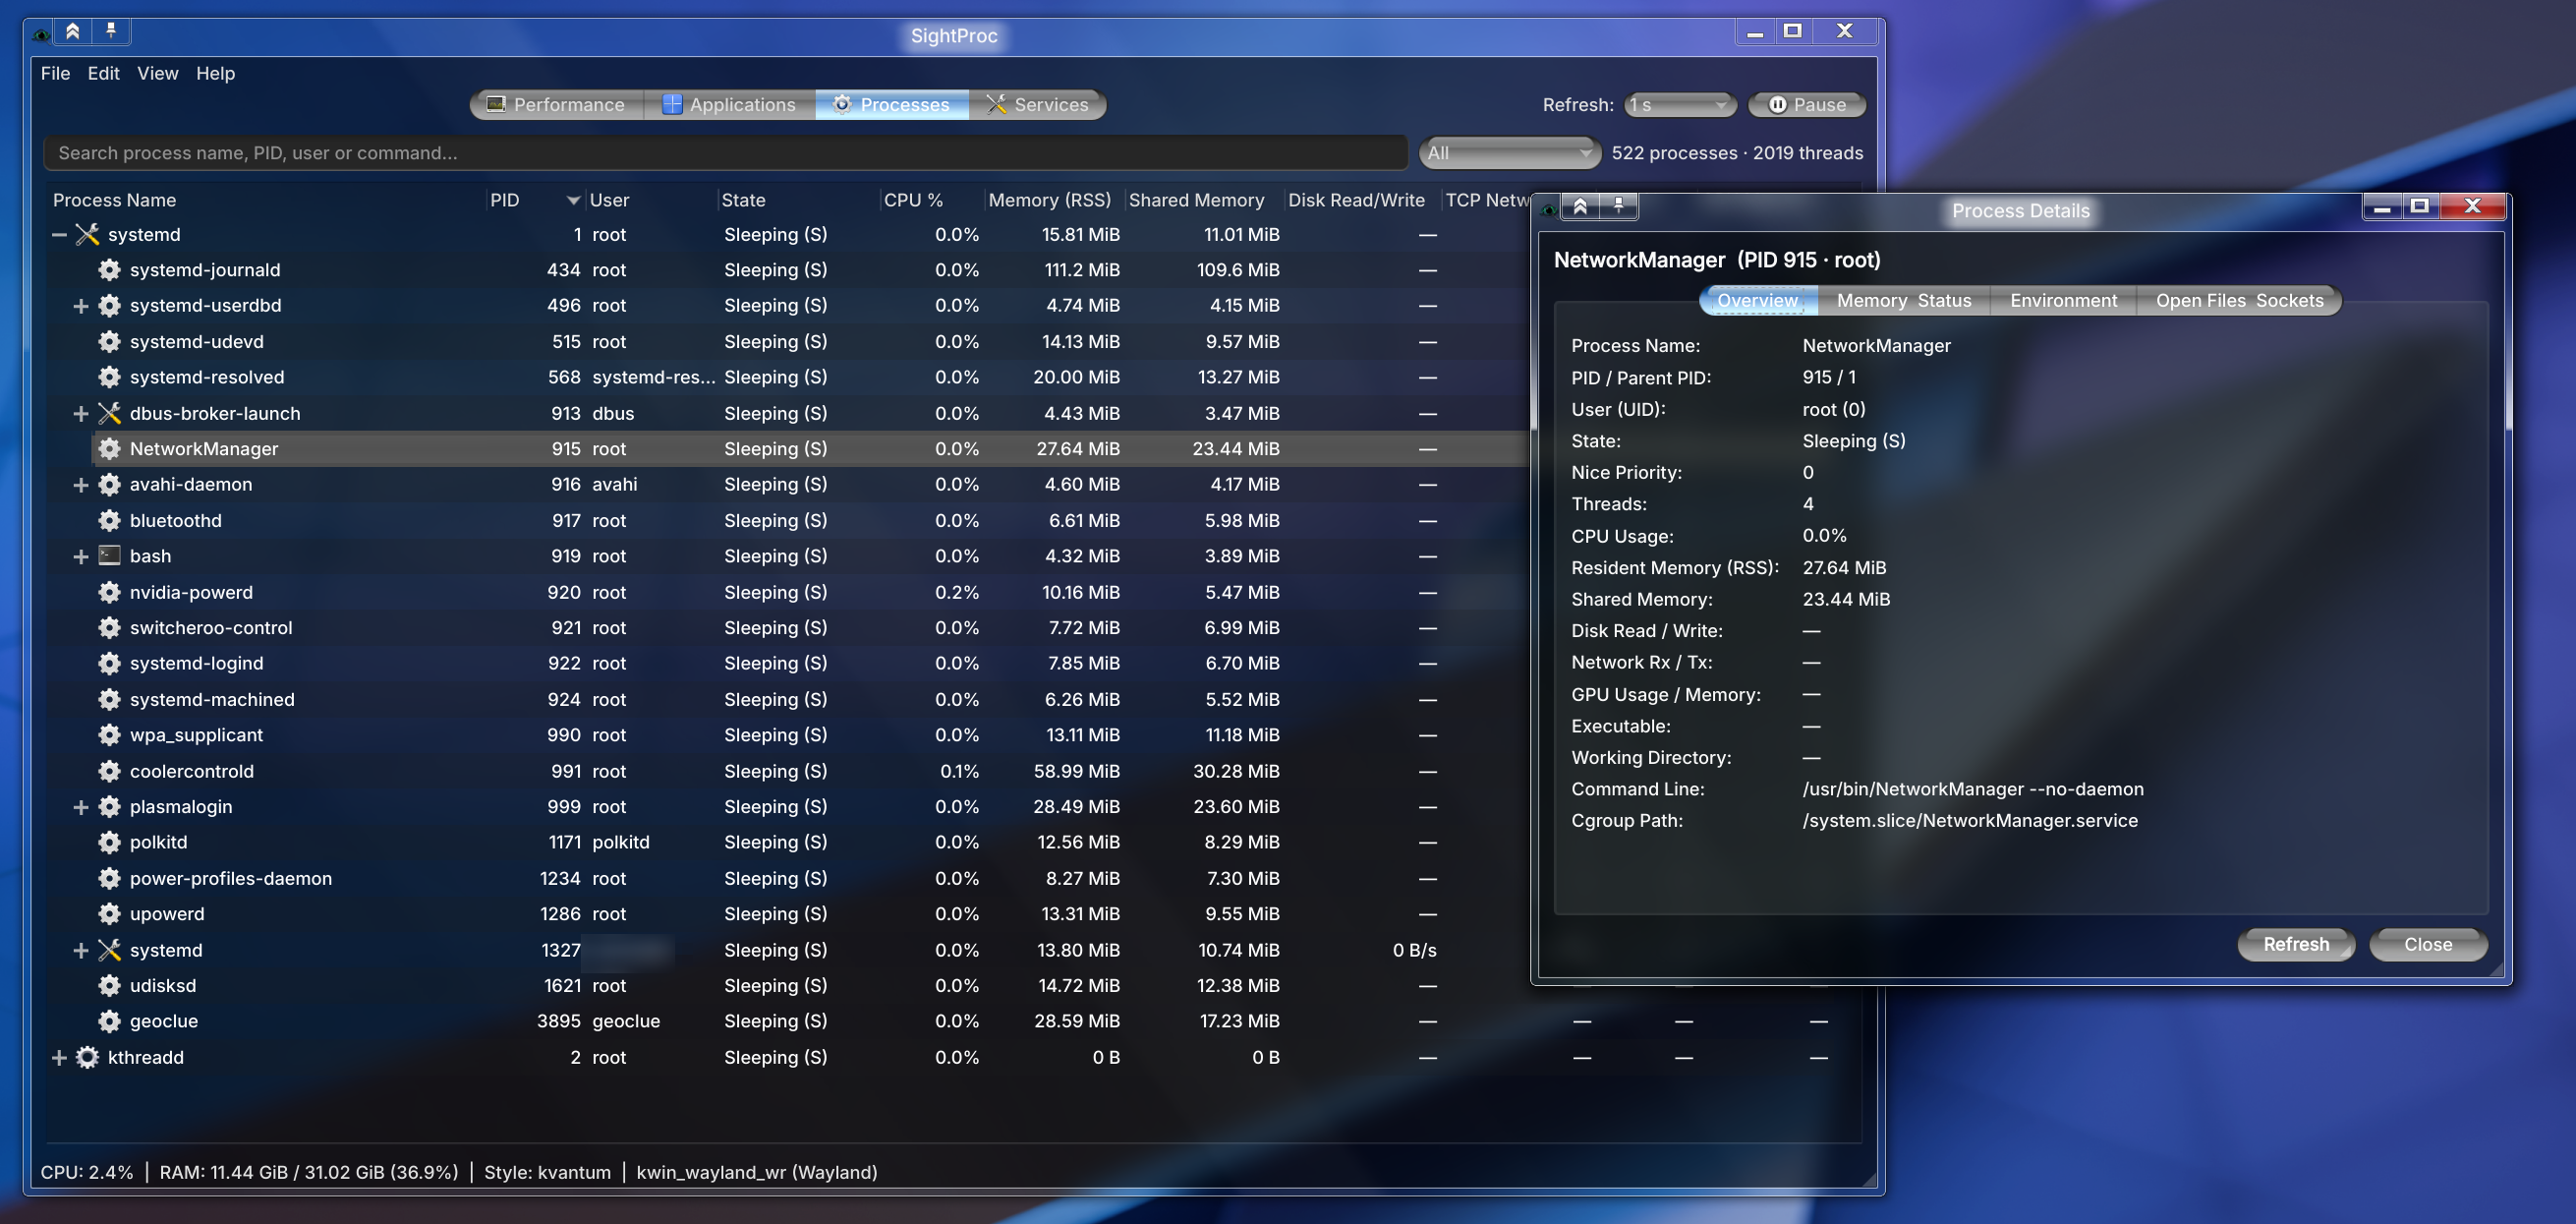 SightProc
File Edit View Help
Performance Applications Processes Services Refresh: 1 s Pause
Search process name, PID, user or command... All 522 processes · 2019 threads
Process Name PID User State CPU % Memory (RSS) Shared Memory Disk Read/Write TCP Netw
systemd 1 root Sleeping (S) 0.0% 15.81 MiB 11.01 MiB —
systemd-journald 434 root Sleeping (S) 0.0% 111.2 MiB 109.6 MiB —
systemd-userdbd 496 root Sleeping (S) 0.0% 4.74 MiB 4.15 MiB —
systemd-udevd 515 root Sleeping (S) 0.0% 14.13 MiB 9.57 MiB —
systemd-resolved 568 systemd-res... Sleeping (S) 0.0% 20.00 MiB 13.27 MiB —
dbus-broker-launch 913 dbus Sleeping (S) 0.0% 4.43 MiB 3.47 MiB —
NetworkManager 915 root Sleeping (S) 0.0% 27.64 MiB 23.44 MiB —
avahi-daemon 916 avahi Sleeping (S) 0.0% 4.60 MiB 4.17 MiB —
bluetoothd 917 root Sleeping (S) 0.0% 6.61 MiB 5.98 MiB —
bash 919 root Sleeping (S) 0.0% 4.32 MiB 3.89 MiB —
nvidia-powerd 920 root Sleeping (S) 0.2% 10.16 MiB 5.47 MiB —
switcheroo-control 921 root Sleeping (S) 0.0% 7.72 MiB 6.99 MiB —
systemd-logind 922 root Sleeping (S) 0.0% 7.85 MiB 6.70 MiB —
systemd-machined 924 root Sleeping (S) 0.0% 6.26 MiB 5.52 MiB —
wpa_supplicant 990 root Sleeping (S) 0.0% 13.11 MiB 11.18 MiB —
coolercontrold 991 root Sleeping (S) 0.1% 58.99 MiB 30.28 MiB —
plasmalogin 999 root Sleeping (S) 0.0% 28.49 MiB 23.60 MiB —
polkitd 1171 polkitd Sleeping (S) 0.0% 12.56 MiB 8.29 MiB —
power-profiles-daemon 1234 root Sleeping (S) 0.0% 8.27 MiB 7.30 MiB —
upowerd 1286 root Sleeping (S) 0.0% 13.31 MiB 9.55 MiB —
systemd 1327 Sleeping (S) 0.0% 13.80 MiB 10.74 MiB 0 B/s
udisksd 1621 root Sleeping (S) 0.0% 14.72 MiB 12.38 MiB — — — —
geoclue 3895 geoclue Sleeping (S) 0.0% 28.59 MiB 17.23 MiB — — — —
kthreadd 2 root Sleeping (S) 0.0% 0 B 0 B — — — —
CPU: 2.4% | RAM: 11.44 GiB / 31.02 GiB (36.9%) | Style: kvantum | kwin_wayland_wr (Wayland)
Process Details
NetworkManager (PID 915 · root)
Overview Memory Status Environment Open Files Sockets
Process Name: NetworkManager
PID / Parent PID: 915 / 1
User (UID): root (0)
State: Sleeping (S)
Nice Priority: 0
Threads: 4
CPU Usage: 0.0%
Resident Memory (RSS): 27.64 MiB
Shared Memory: 23.44 MiB
Disk Read / Write: —
Network Rx / Tx: —
GPU Usage / Memory: —
Executable: —
Working Directory: —
Command Line: /usr/bin/NetworkManager --no-daemon
Cgroup Path: /system.slice/NetworkManager.service
Refresh Close